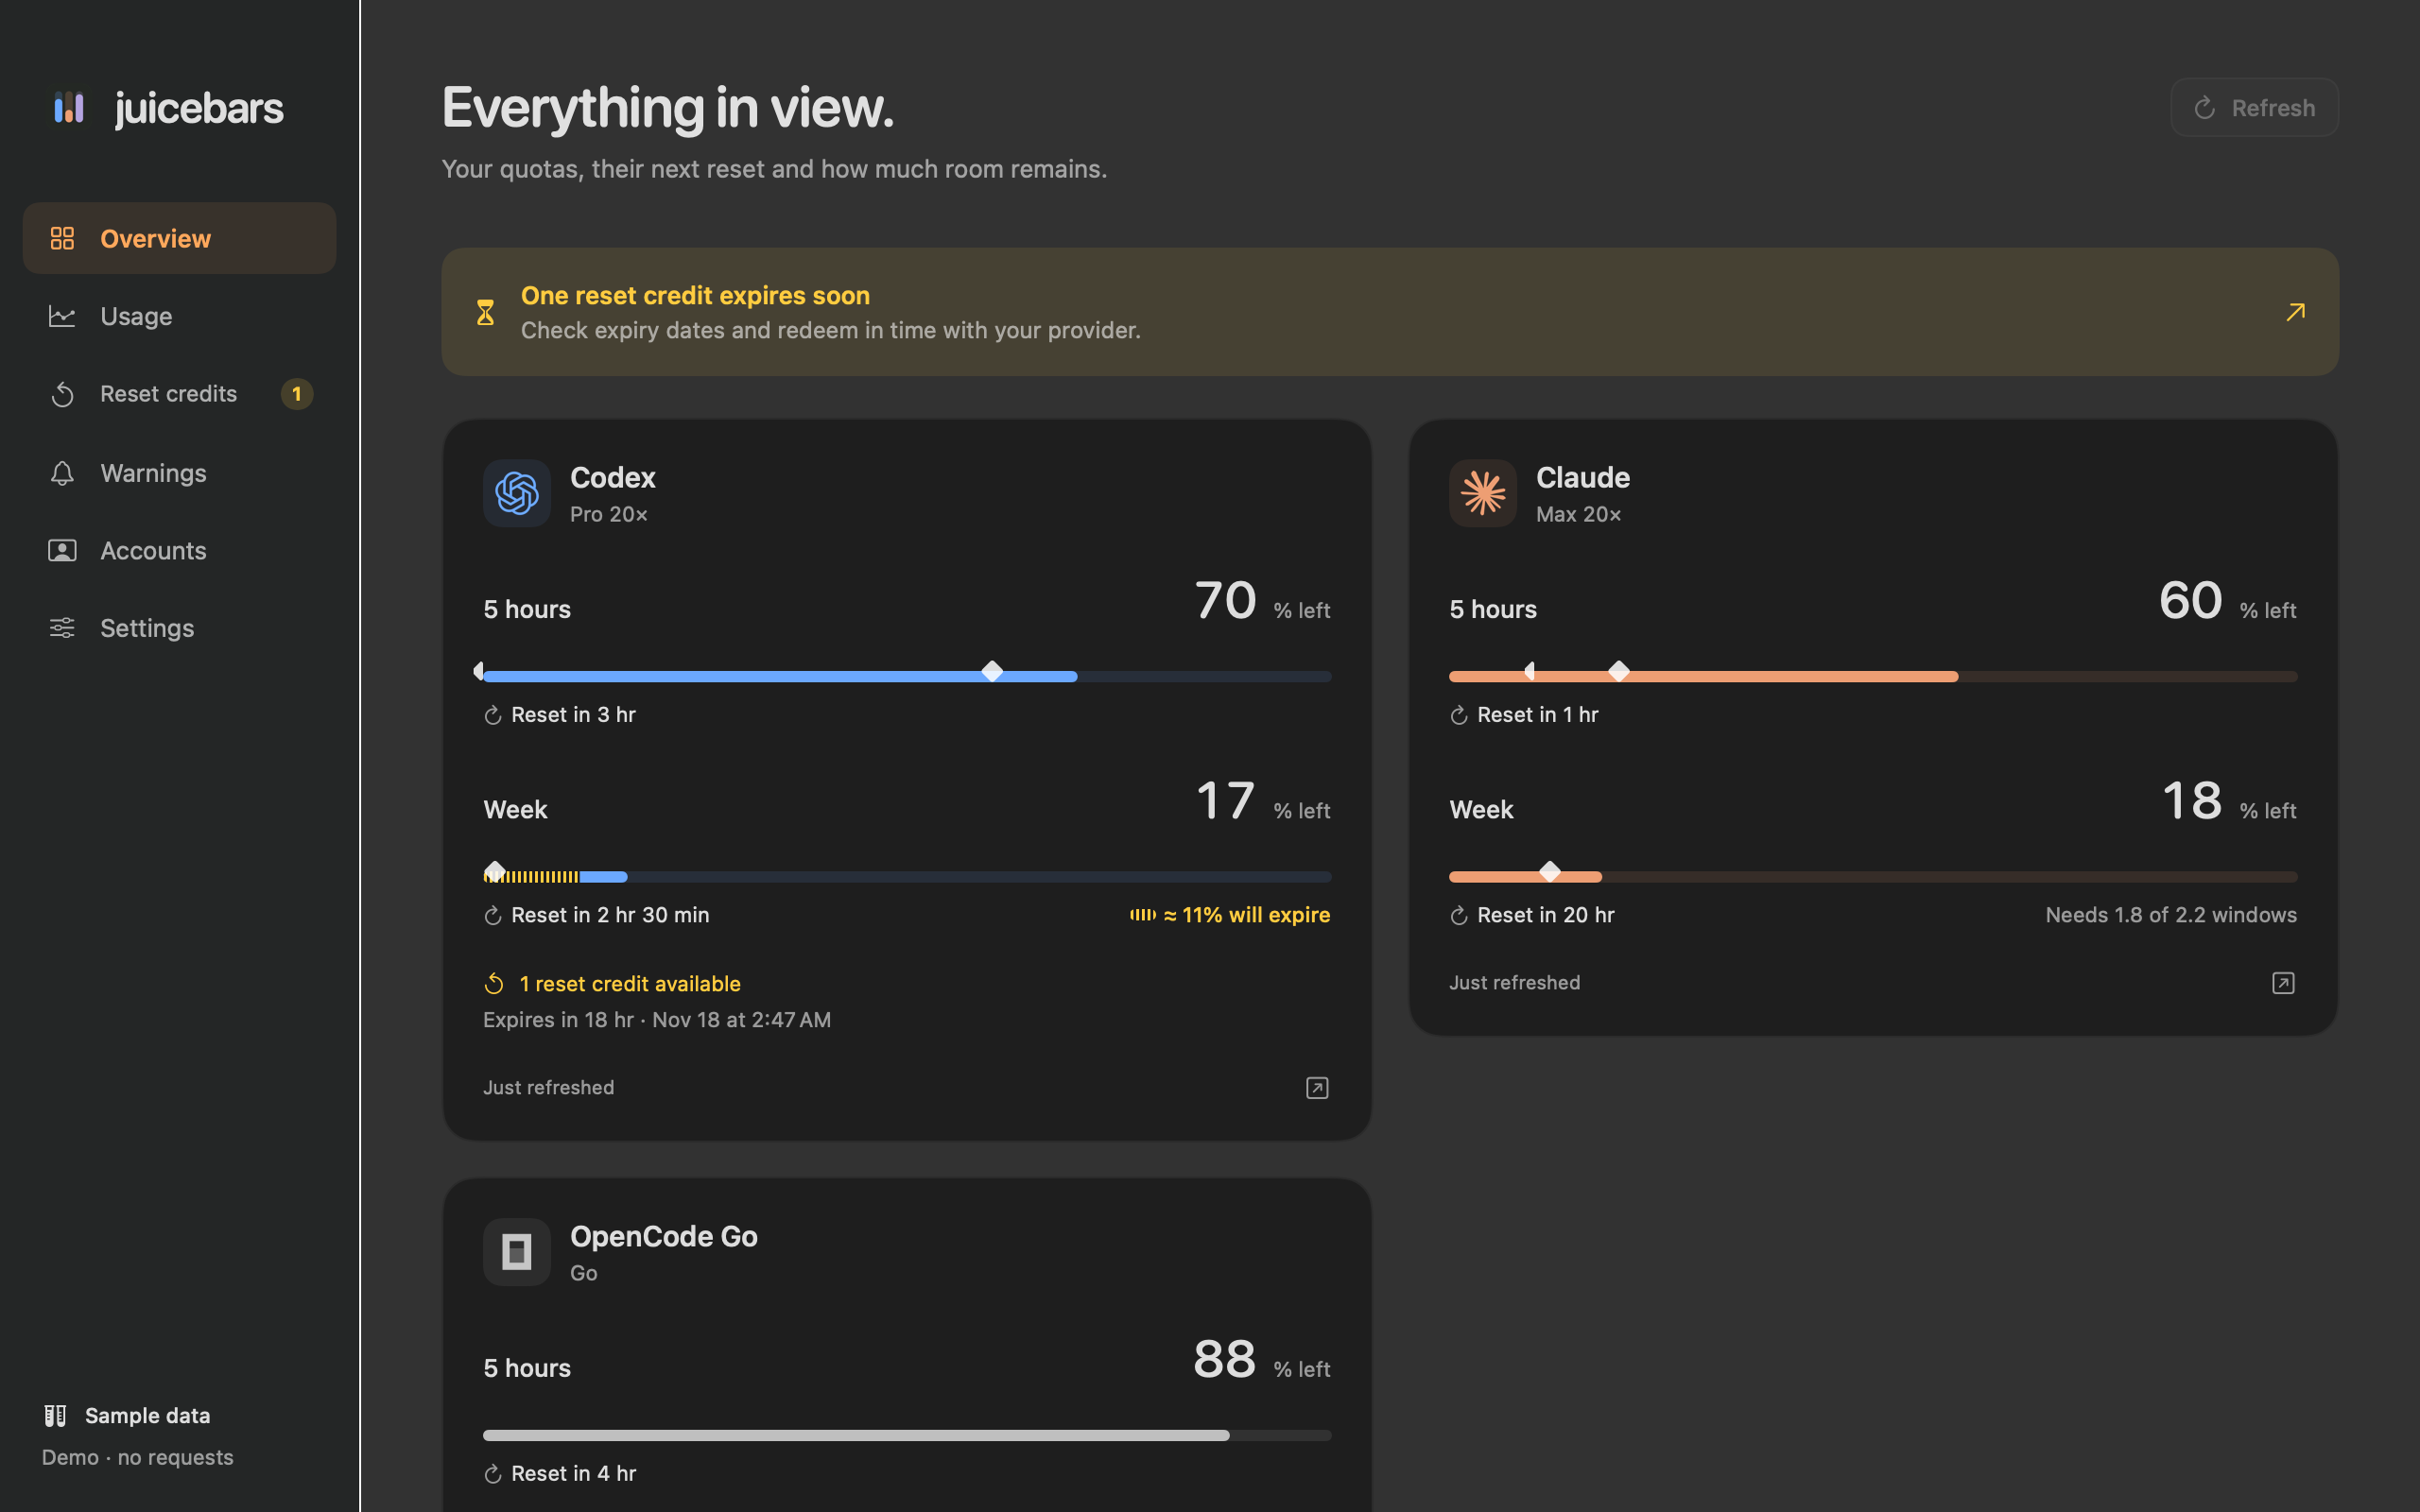 juicebars
Overview
Usage
Reset credits 1
Warnings
Accounts
Settings
Sample data
Demo · no requests
Everything in view.
Your quotas, their next reset and how much room remains.
Refresh
One reset credit expires soon
Check expiry dates and redeem in time with your provider.
Codex
Pro 20×
5 hours 70 % left
Reset in 3 hr
Week 17 % left
Reset in 2 hr 30 min ≈ 11% will expire
1 reset credit available
Expires in 18 hr · Nov 18 at 2:47 AM
Just refreshed
Claude
Max 20×
5 hours 60 % left
Reset in 1 hr
Week 18 % left
Reset in 20 hr Needs 1.8 of 2.2 windows
Just refreshed
OpenCode Go
Go
5 hours 88 % left
Reset in 4 hr